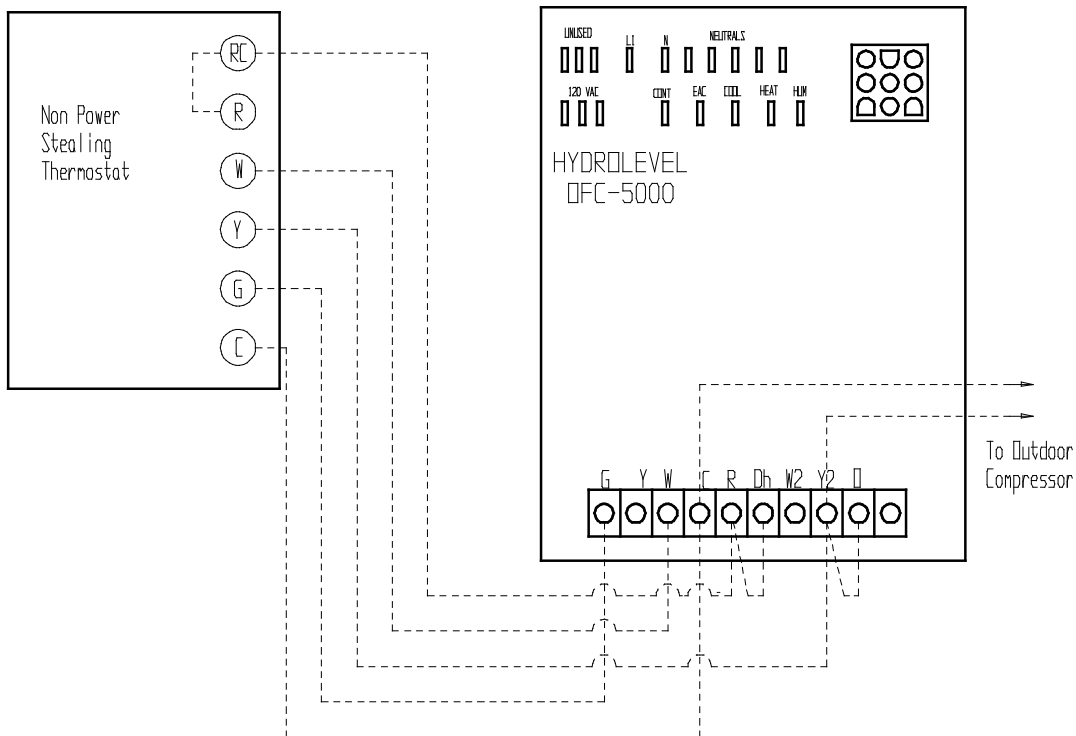 UNUSED
L1
N
NEUTRALS
120 VAC
CONT
EAC
COOL
HEAT
HUM
HYDROLEVEL
OFC-5000
Non Power
Stealing
Thermostat
RC
R
W
Y
G
C
To Outdoor
Compressor
G Y W C R Dh W2 Y2 O